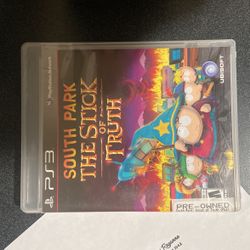 PlayStation Network
PS3
SOUTH PARK
THE STICK
OF
TRUTH
UBISOFT
M
PRE-OWNED